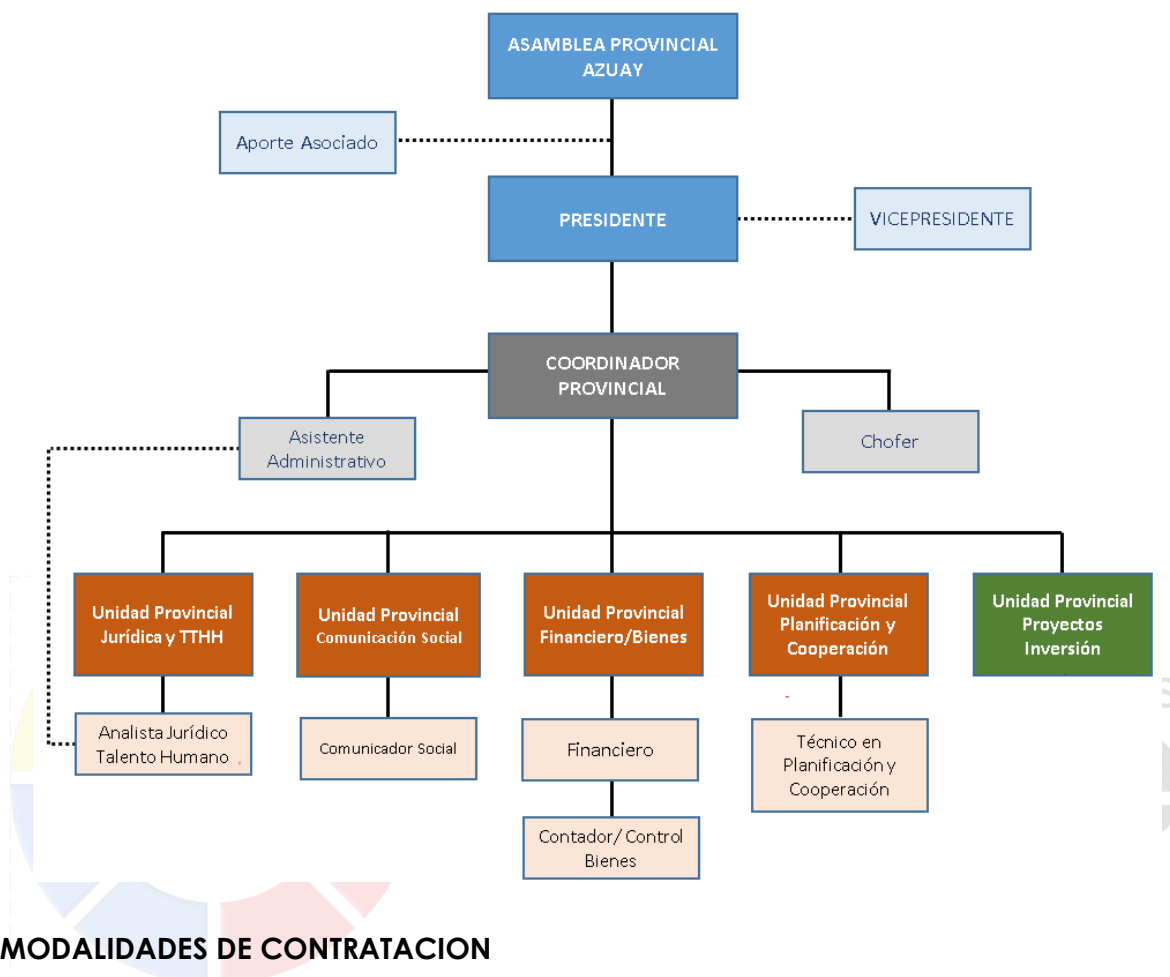 ASAMBLEA PROVINCIAL
AZUAY
Aporte Asociado
PRESIDENTE
VICEPRESIDENTE
COORDINADOR
PROVINCIAL
Asistente
Administrativo
Chofer
Unidad Provincial
Jurídica y TTHH
Unidad Provincial
Comunicación Social
Unidad Provincial
Financiero/Bienes
Unidad Provincial
Planificación y
Cooperación
Unidad Provincial
Proyectos
Inversión
Analista Jurídico
Talento Humano
Comunicador Social
Financiero
Técnico en
Planificación y
Cooperación
Contador/ Control
Bienes
MODALIDADES DE CONTRATACION